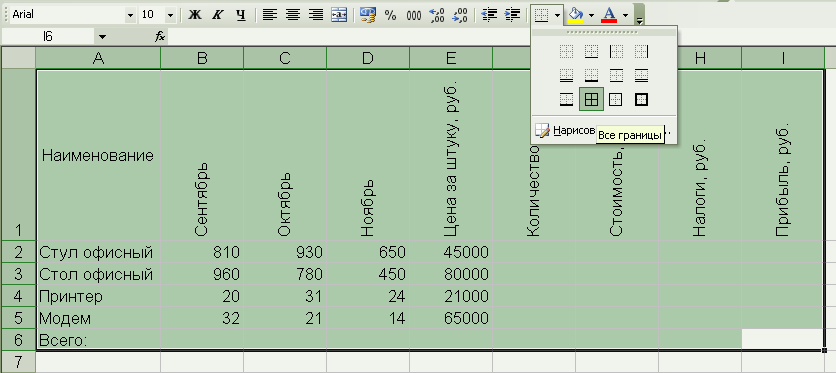 Arial 10 Ж К Ч % 000 ,00 A
I6 fx
A B C D E H I
1 Наименование Сентябрь Октябрь Ноябрь Цена за штуку, руб. Количество Стоимость, Налоги, руб. Прибыль, руб.
2 Стул офисный 810 930 650 45000
3 Стол офисный 960 780 450 80000
4 Принтер 20 31 24 21000
5 Модем 32 21 14 65000
6 Всего:
7
Нарисов
Все границы